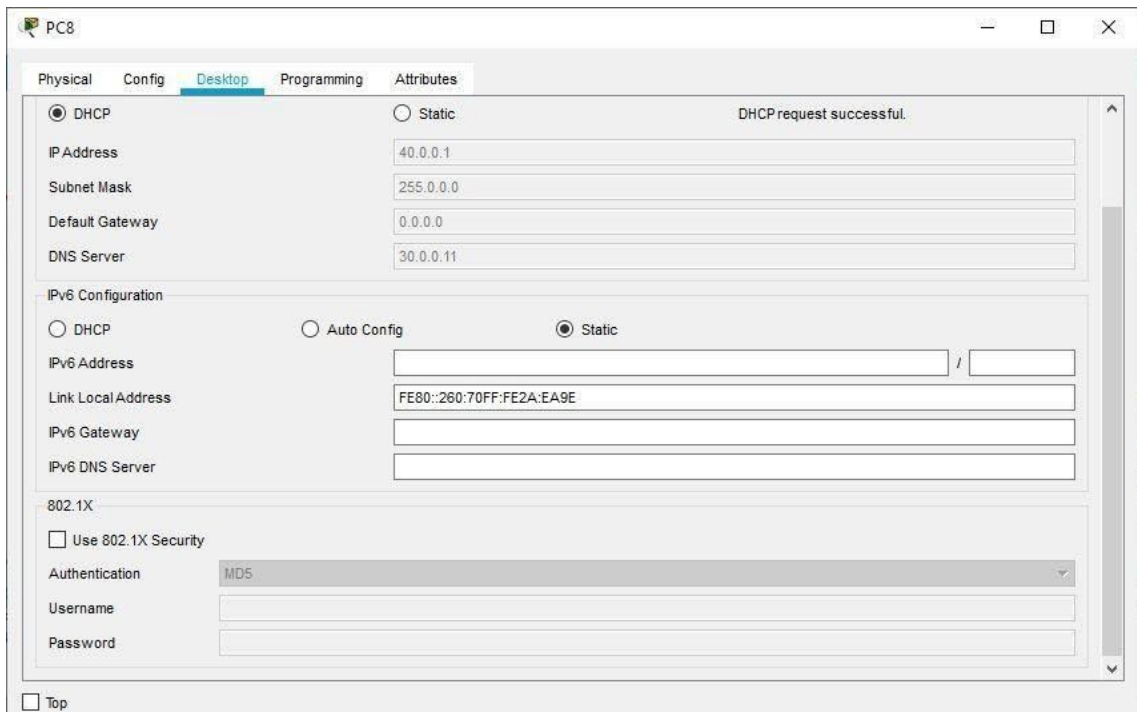 PC8
Physical Config Desktop Programming Attributes
DHCP Static DHCP request successful.
IP Address 40.0.0.1
Subnet Mask 255.0.0.0
Default Gateway 0.0.0.0
DNS Server 30.0.0.11
IPv6 Configuration
DHCP Auto Config Static
IPv6 Address /
Link Local Address FE80::260:70FF:FE2A:EA9E
IPv6 Gateway
IPv6 DNS Server
802.1X
Use 802.1X Security
Authentication MD5
Username
Password
Top